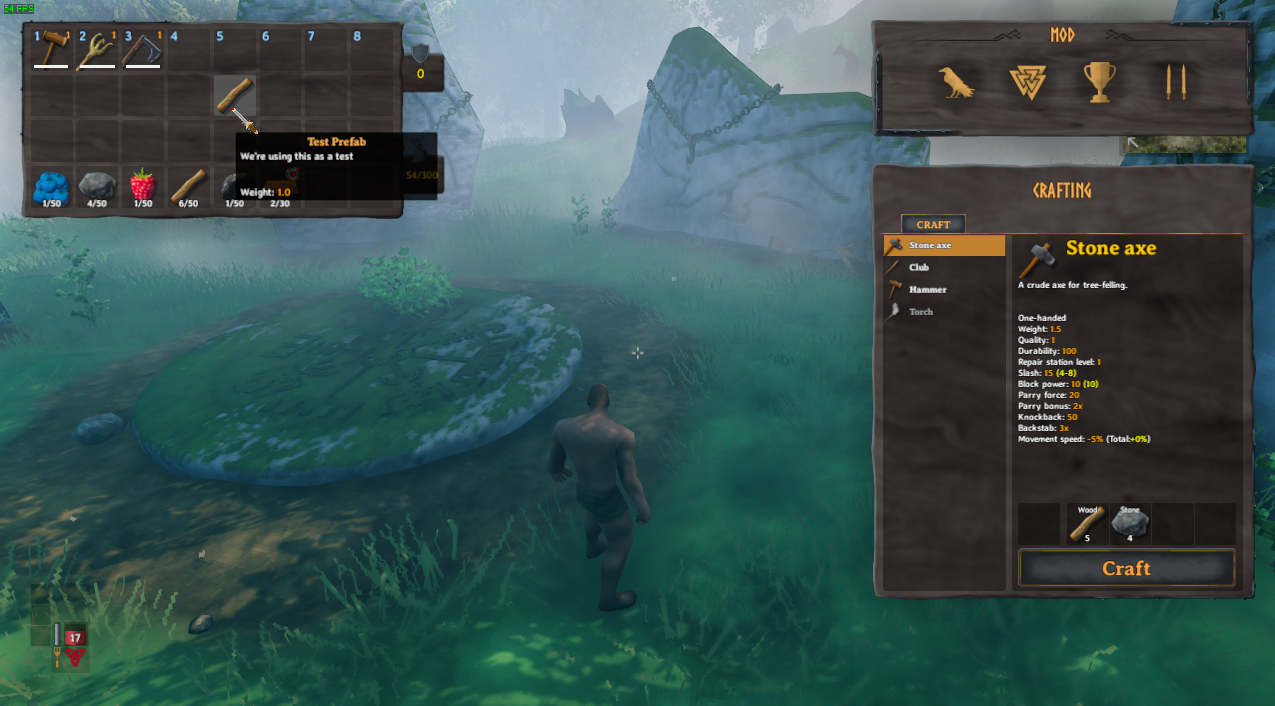 54 FPS
1 1 2 1 3 1 4 5 6 7 8
0
Test Prefab
We're using this as a test
Weight: 1.0
54/300
1/50 4/50 1/50 6/50 1/50 2/30
MOD
CRAFTING
CRAFT
Stone axe
Club
Hammer
Torch
Stone axe
A crude axe for tree-felling.
One-handed
Weight: 1.5
Quality: 1
Durability: 100
Repair station level: 1
Slash: 15 (4-8)
Block power: 10 (10)
Parry force: 20
Parry bonus: 2x
Knockback: 50
Backstab: 3x
Movement speed: -5% (Total:+0%)
Wood Stone
5 4
Craft
17